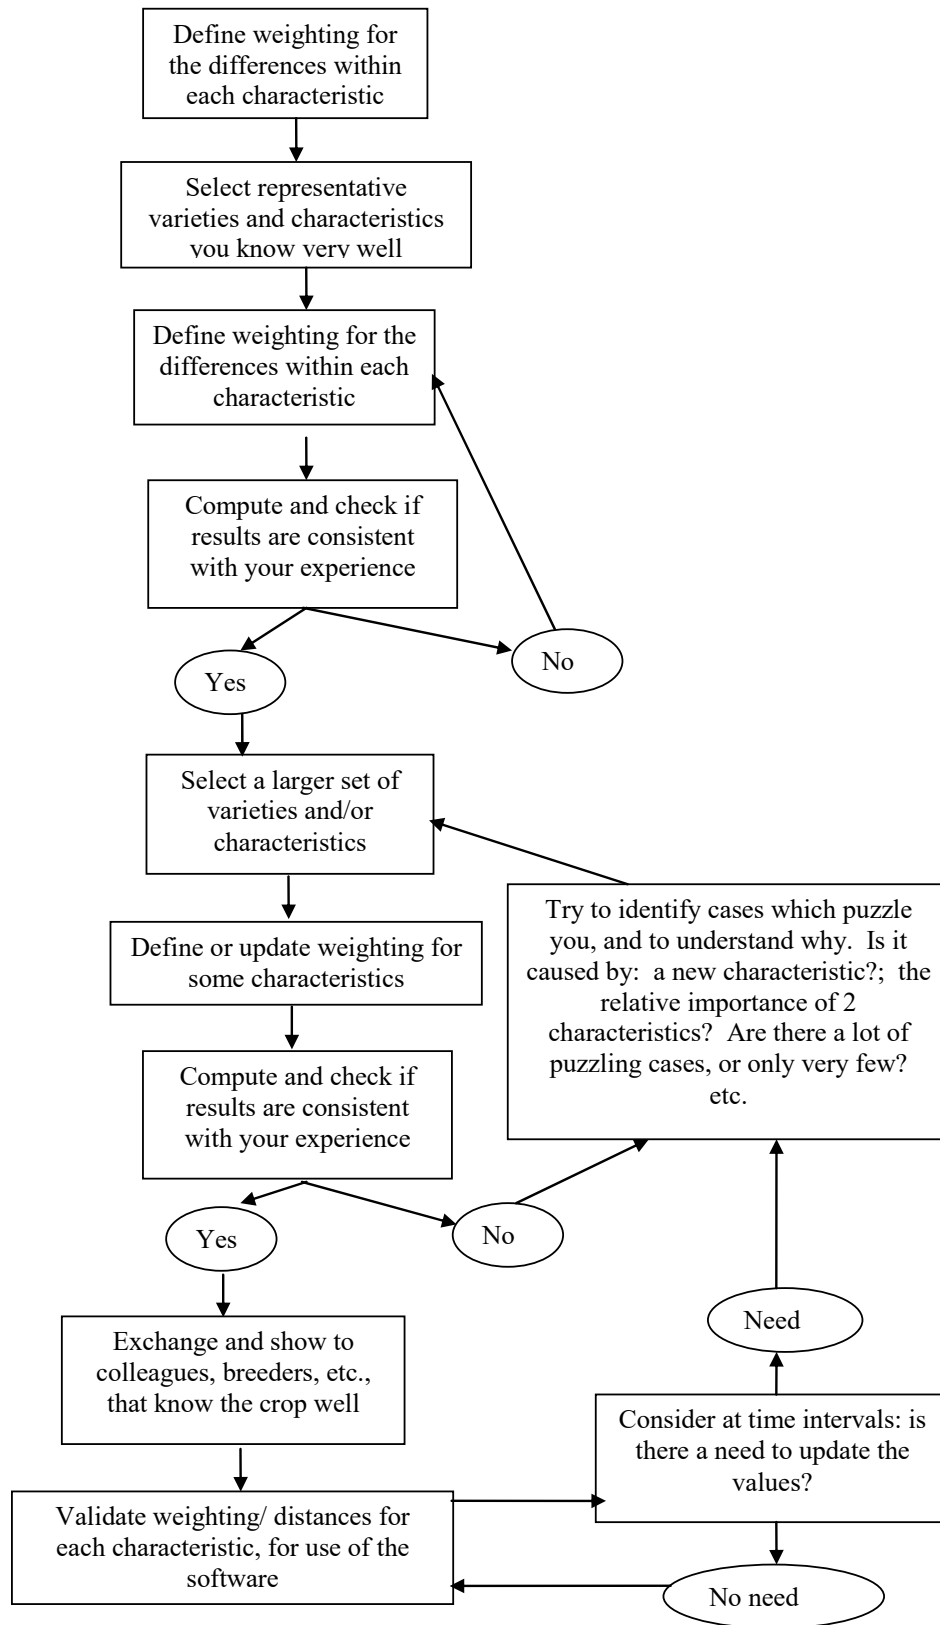 Define weighting for
the differences within
each characteristic
Select representative
varieties and characteristics
you know very well
Define weighting for the
differences within each
characteristic
Compute and check if
results are consistent
with your experience
No
Yes
Select a larger set of
varieties and/or
characteristics
Try to identify cases which puzzle
you, and to understand why.  Is it
caused by:  a new characteristic?;  the
relative importance of 2
characteristics?  Are there a lot of
puzzling cases, or only very few?
etc.
Define or update weighting for
some characteristics
Compute and check if
results are consistent
with your experience
Yes
No
Need
Exchange and show to
colleagues, breeders, etc.,
that know the crop well
Consider at time intervals: is
there a need to update the
values?
Validate weighting/ distances for
each characteristic, for use of the
software
No need